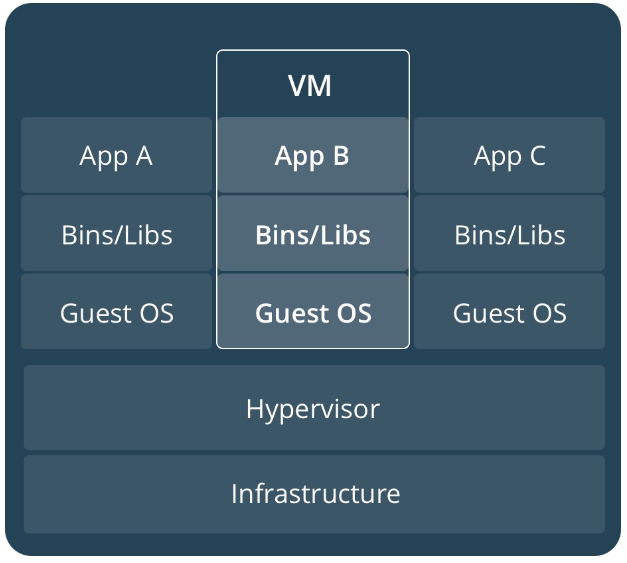 VM
App A
App B
App C
Bins/Libs
Bins/Libs
Bins/Libs
Guest OS
Guest OS
Guest OS
Hypervisor
Infrastructure